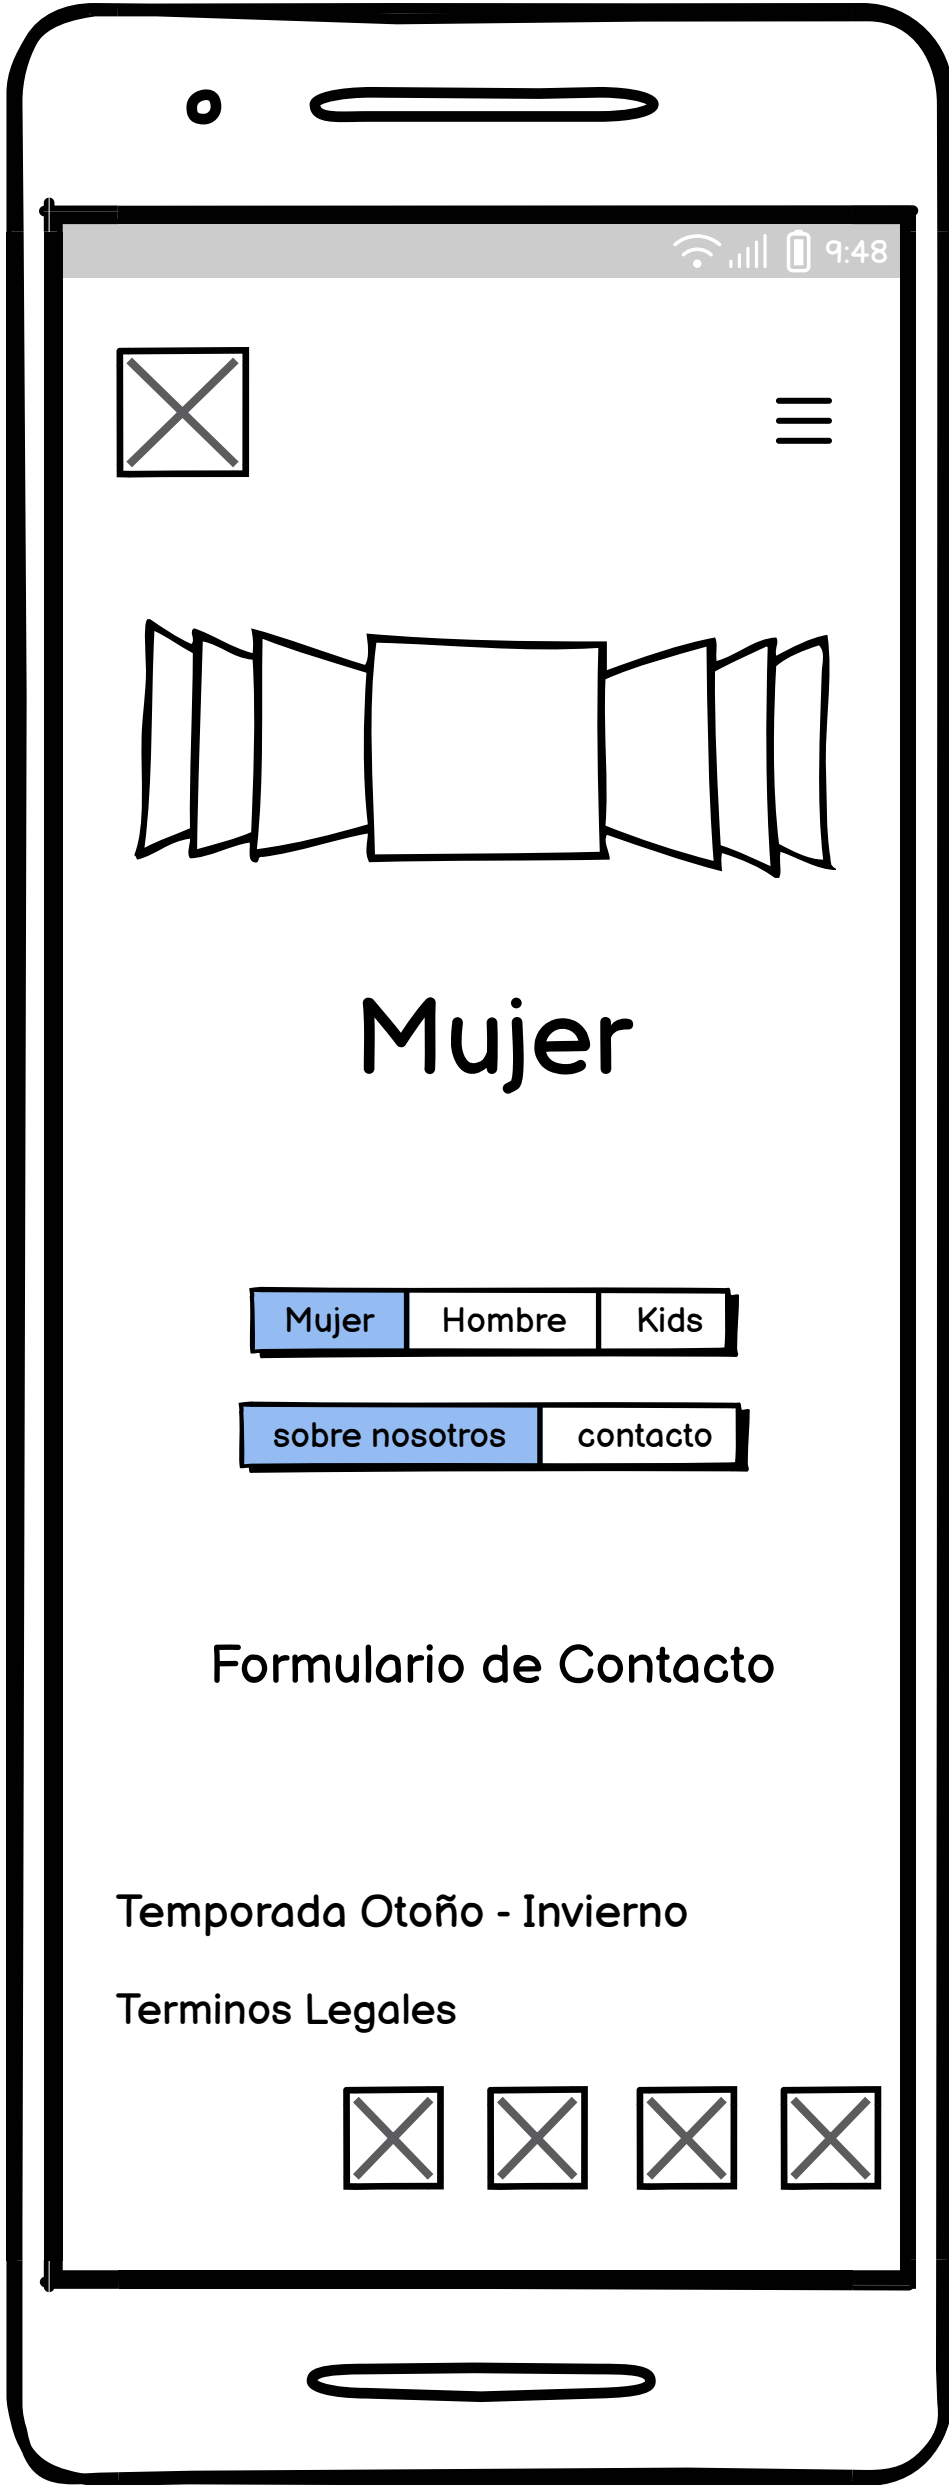 9:48
Mujer
Mujer Hombre Kids
sobre nosotros contacto
Formulario de Contacto
Temporada Otoño - Invierno
Terminos Legales